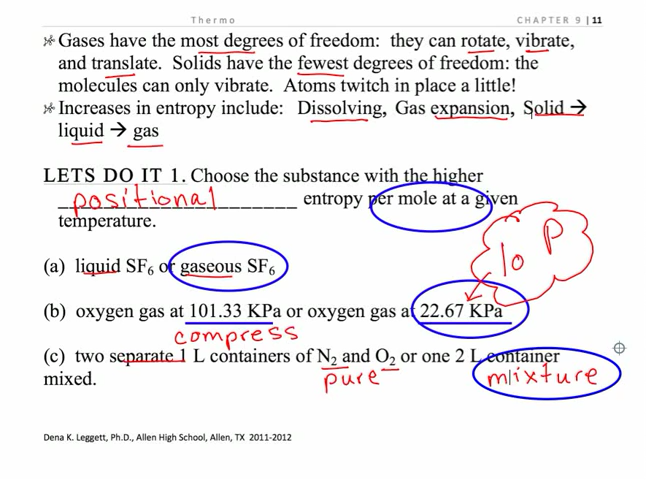 Thermo CHAPTER 9 | 11
Gases have the most degrees of freedom: they can rotate, vibrate,
and translate. Solids have the fewest degrees of freedom: the
molecules can only vibrate. Atoms twitch in place a little!
Increases in entropy include: Dissolving, Gas expansion, Solid →
liquid → gas
LETS DO IT 1. Choose the substance with the higher
positional entropy per mole at a given
temperature.
lo P
(a) liquid SF₆ or gaseous SF₆
(b) oxygen gas at 101.33 KPa or oxygen gas at 22.67 KPa
compress
(c) two separate 1 L containers of N₂ and O₂ or one 2 L container
mixed.
pure mixture
Dena K. Leggett, Ph.D., Allen High School, Allen, TX 2011-2012